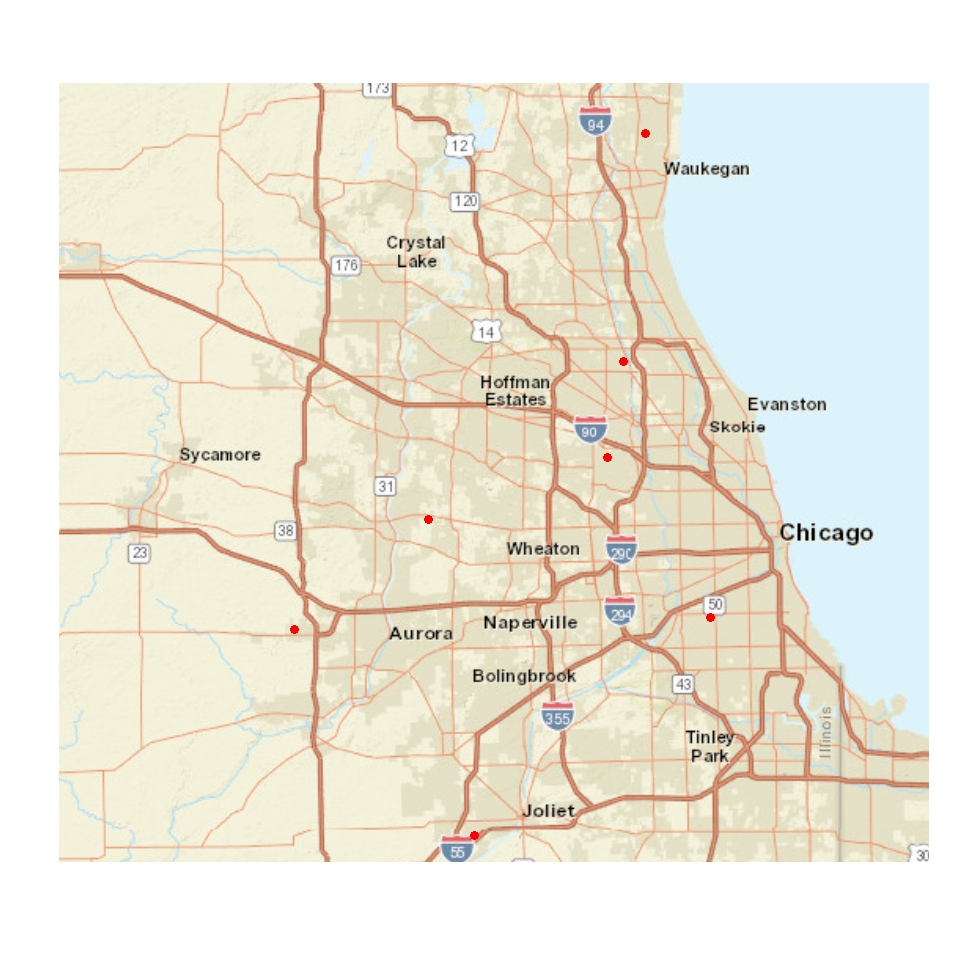 173
94
12
Waukegan
120
Crystal
Lake
176
14
Hoffman
Estates
Evanston
90
Skokie
Sycamore
31
38
Chicago
23
Wheaton
290
294
50
Naperville
Aurora
Bolingbrook
43
355
Illinois
Tinley
Park
Joliet
55
30